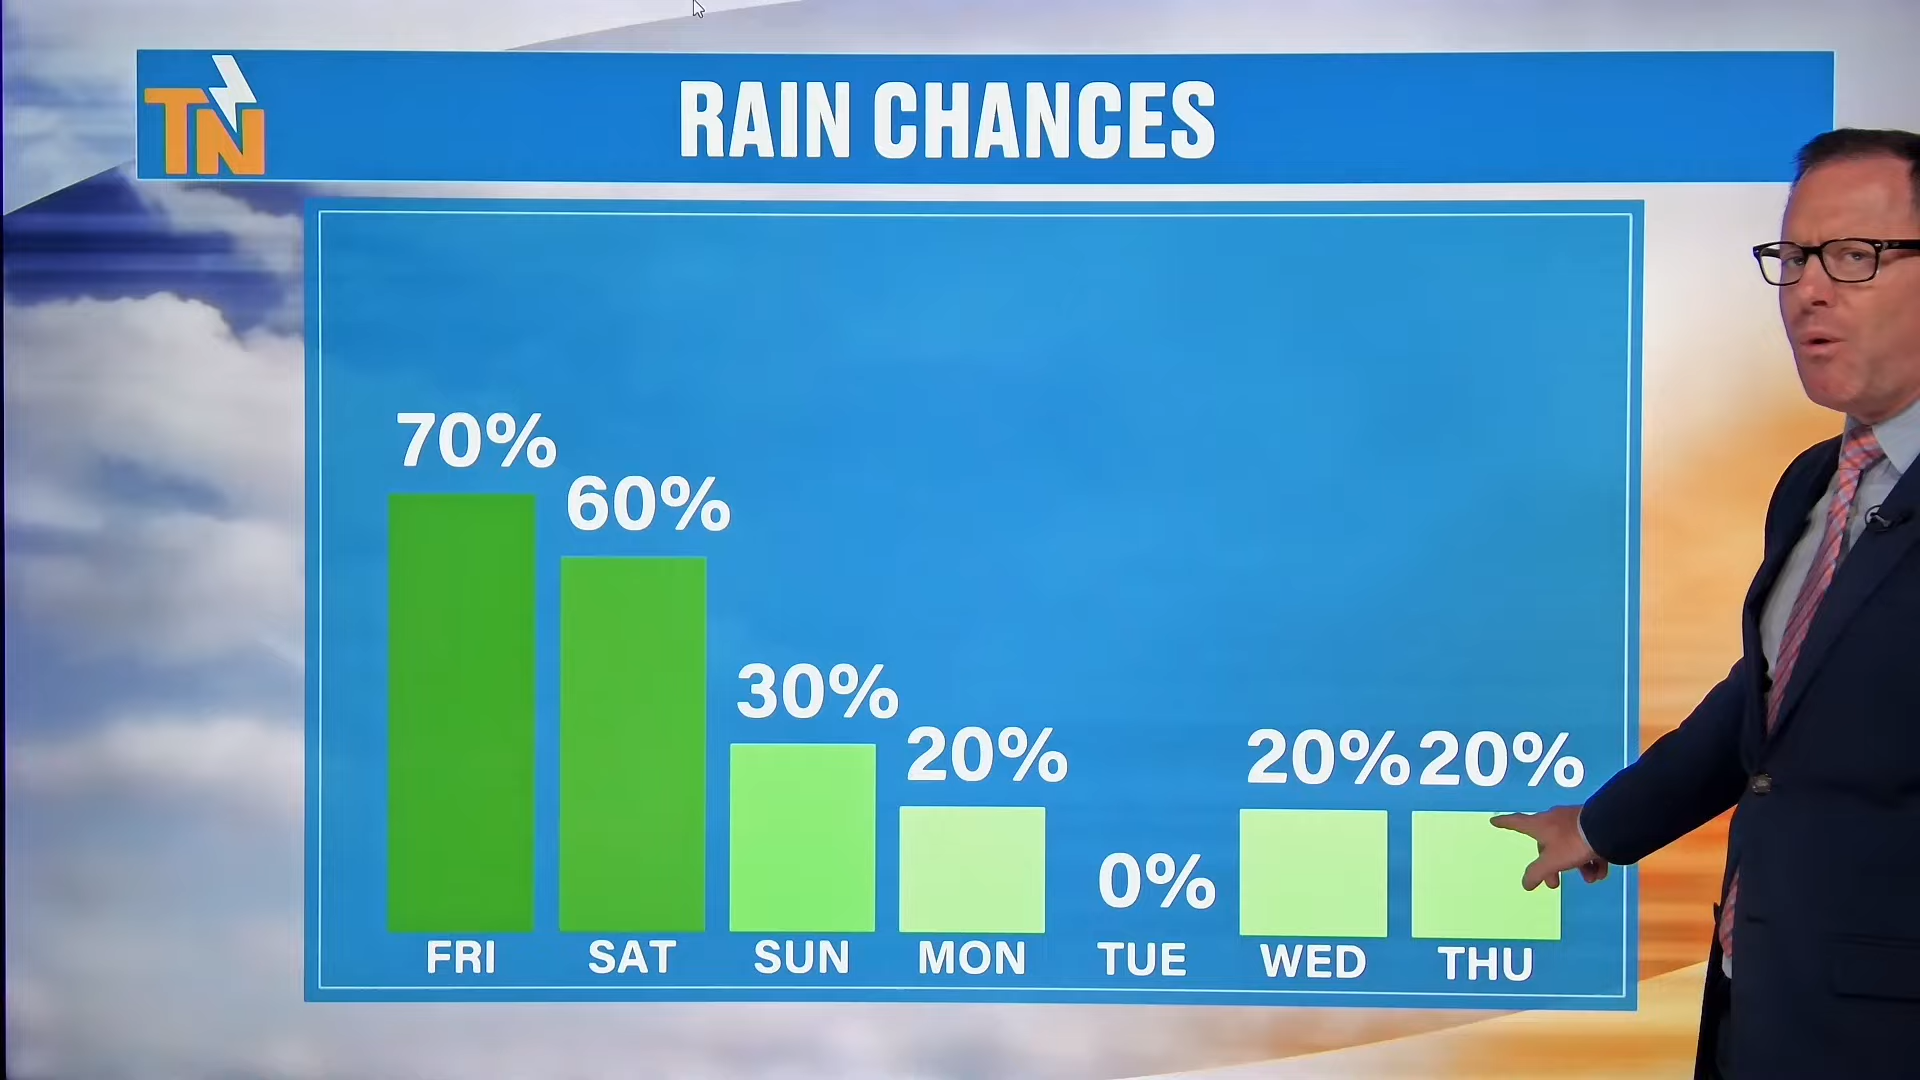 TN
RAIN CHANCES
70%
60%
30%
20%
0%
20%
20%
FRI
SAT
SUN
MON
TUE
WED
THU